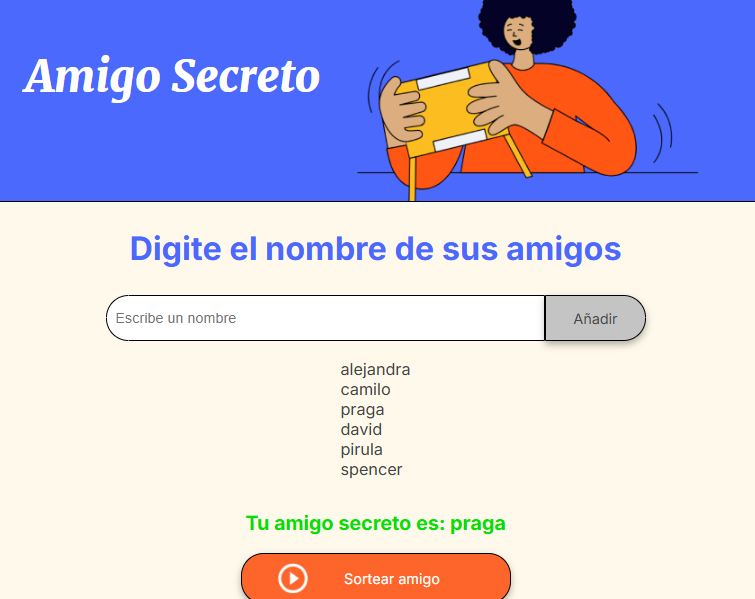 Amigo Secreto
Digite el nombre de sus amigos
Escribe un nombre
Añadir
alejandra
camilo
praga
david
pirula
spencer
Tu amigo secreto es: praga
Sortear amigo